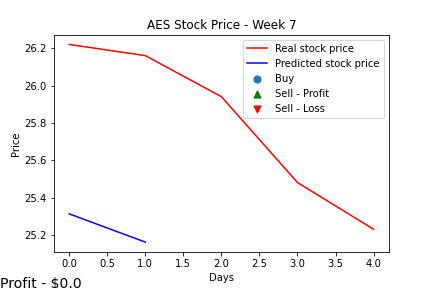 AES Stock Price - Week 7
Real stock price
Predicted stock price
Buy
Sell - Profit
Sell - Loss
Price
26.2
26.0
25.8
25.6
25.4
25.2
0.0 0.5 1.0 1.5 2.0 2.5 3.0 3.5 4.0
Days
Profit - $0.0